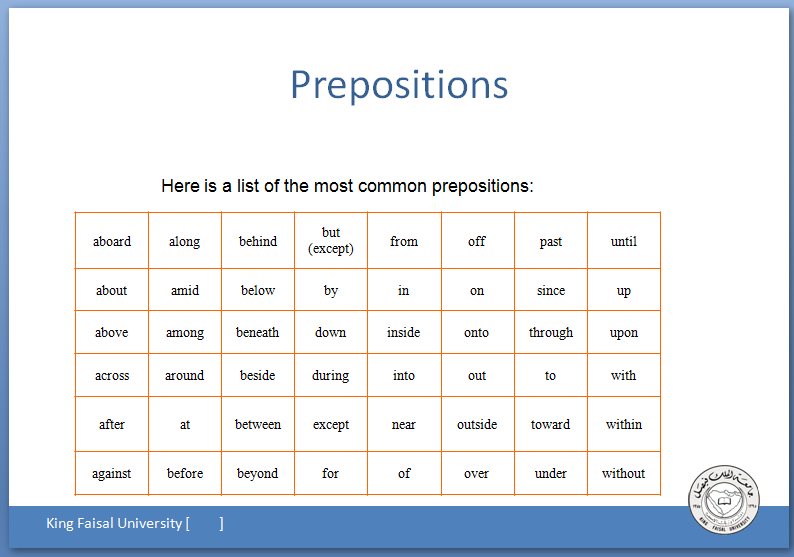 Prepositions
Here is a list of the most common prepositions:
aboard along behind but (except) from off past until
about amid below by in on since up
above among beneath down inside onto through upon
across around beside during into out to with
after at between except near outside toward within
against before beyond for of over under without
King Faisal University [ ]
جامعة الملك فيصل
KING FAISAL UNIVERSITY